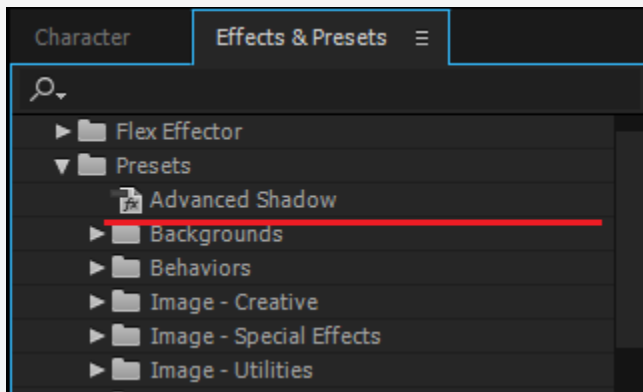 Character Effects & Presets
Flex Effector
Presets
Advanced Shadow
Backgrounds
Behaviors
Image - Creative
Image - Special Effects
Image - Utilities